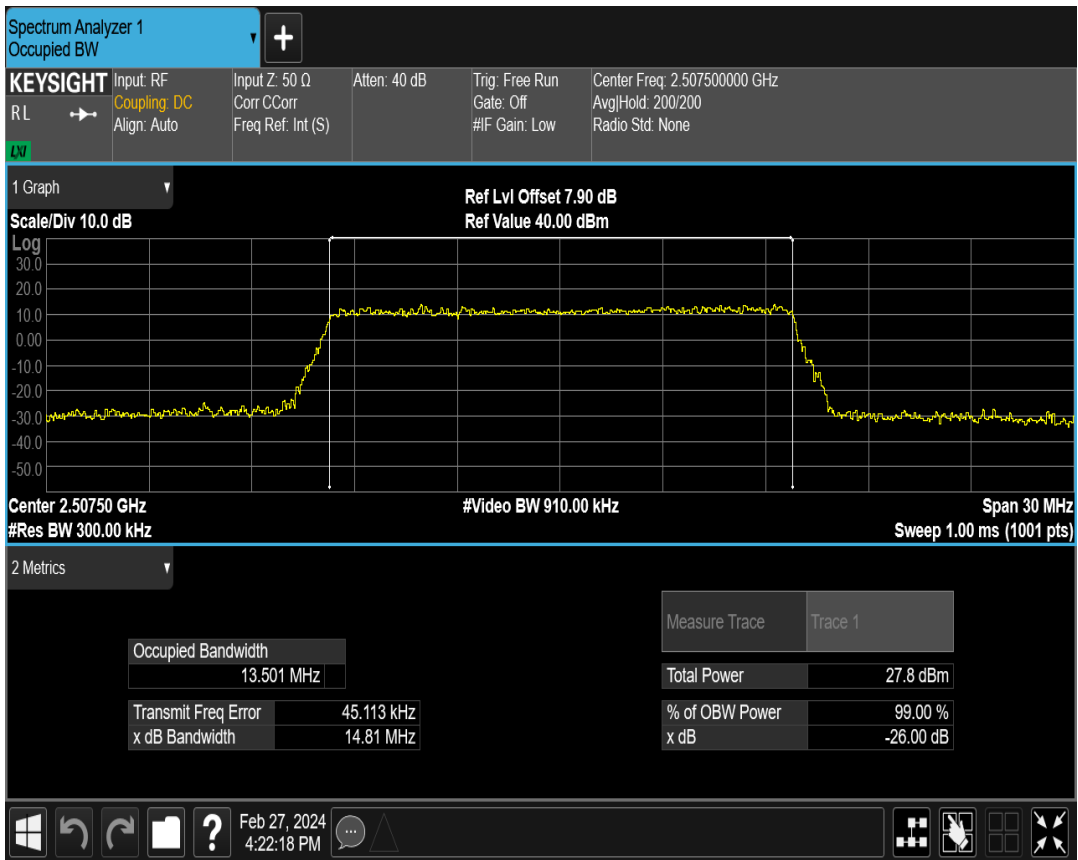 Spectrum Analyzer 1
Occupied BW
KEYSIGHT
R L
LXI
Input: RF
Coupling: DC
Align: Auto
Input Z: 50 Ω
Corr CCorr
Freq Ref: Int (S)
Atten: 40 dB
Trig: Free Run
Gate: Off
#IF Gain: Low
Center Freq: 2.507500000 GHz
Avg|Hold: 200/200
Radio Std: None
1 Graph
Scale/Div 10.0 dB
Ref Lvl Offset 7.90 dB
Ref Value 40.00 dBm
Log
30.0
20.0
10.0
0.00
-10.0
-20.0
-30.0
-40.0
-50.0
Center 2.50750 GHz
#Video BW 910.00 kHz
Span 30 MHz
#Res BW 300.00 kHz
Sweep 1.00 ms (1001 pts)
2 Metrics
Measure Trace Trace 1
Occupied Bandwidth
13.501 MHz
Total Power 27.8 dBm
Transmit Freq Error 45.113 kHz
% of OBW Power 99.00 %
x dB Bandwidth 14.81 MHz
x dB -26.00 dB
?
Feb 27, 2024
4:22:18 PM